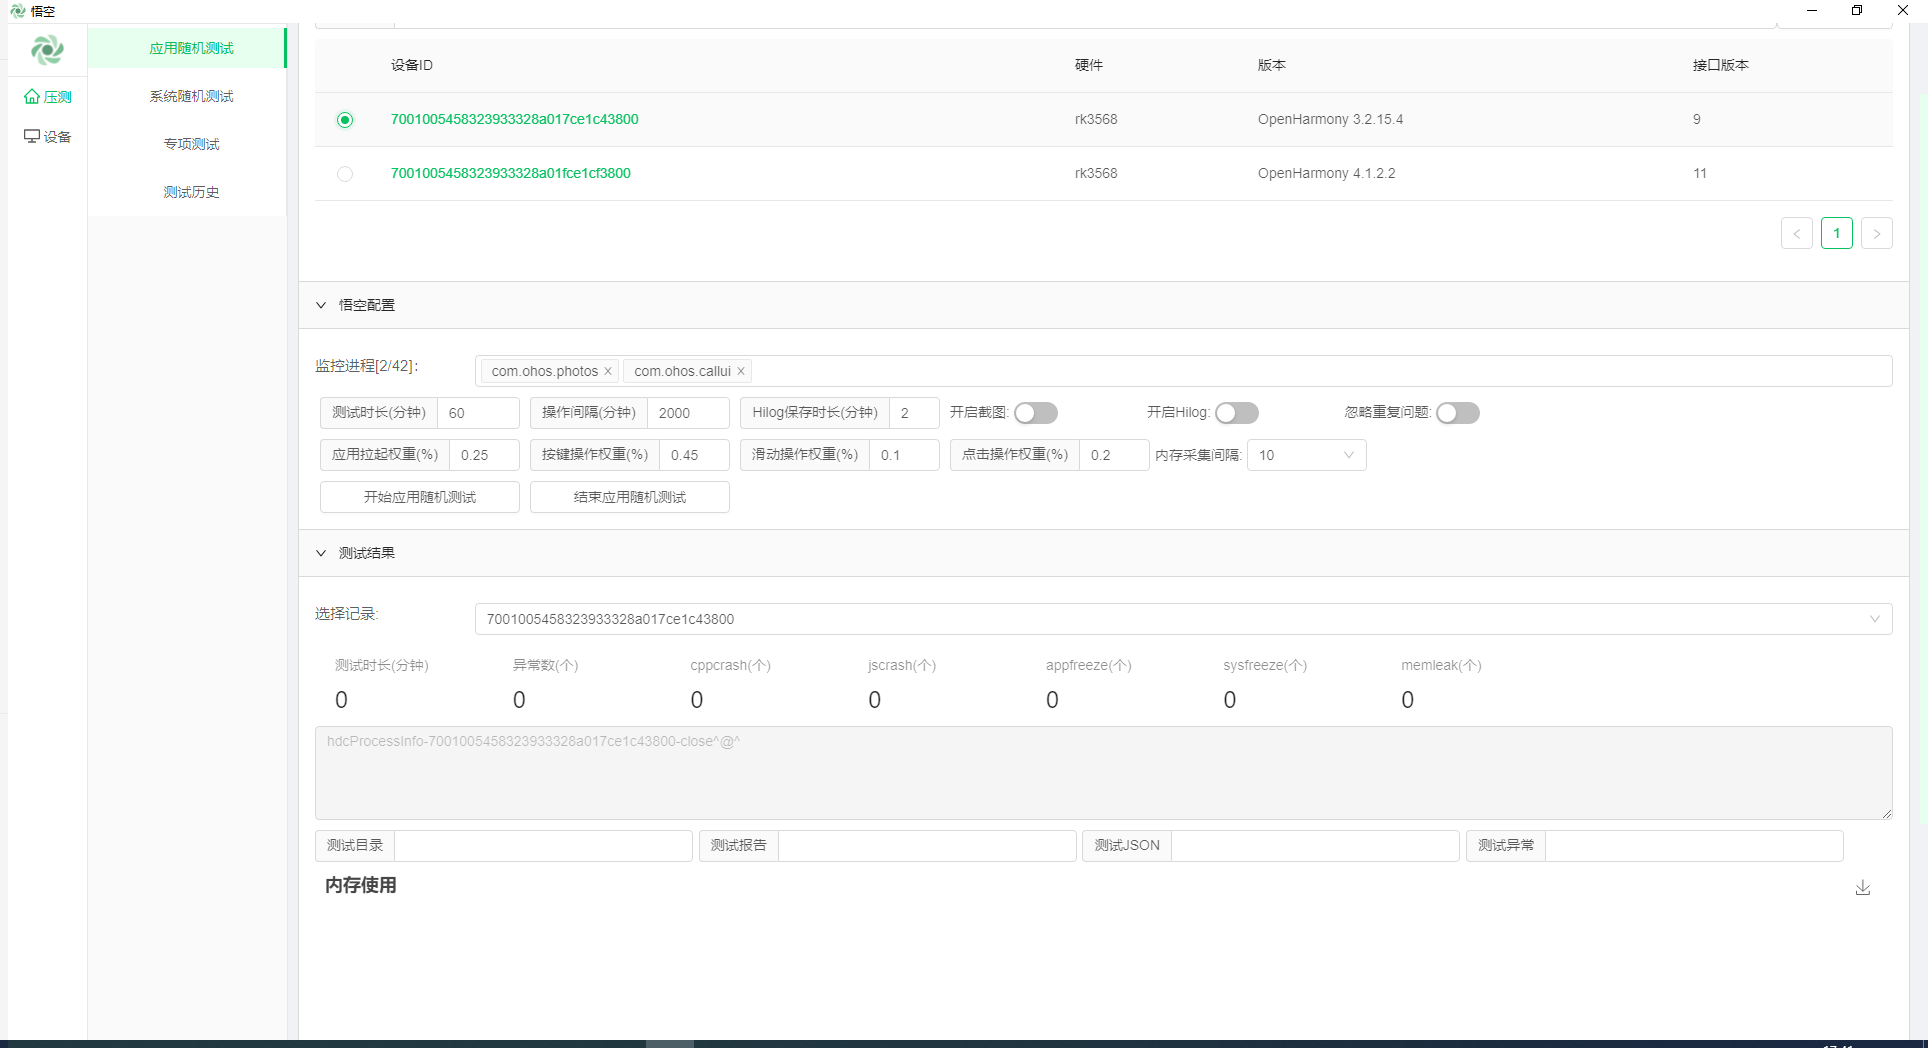 悟空
应用随机测试
系统随机测试
专项测试
测试历史
压测
设备
设备ID 硬件 版本 接口版本
7001005458323933328a017ce1c43800 rk3568 OpenHarmony 3.2.15.4 9
7001005458323933328a01fce1cf3800 rk3568 OpenHarmony 4.1.2.2 11
< 1 >
悟空配置
监控进程[2/42]: com.ohos.photos × com.ohos.callui ×
测试时长(分钟) 60 操作间隔(分钟) 2000 Hilog保存时长(分钟) 2 开启截图: 开启Hilog: 忽略重复问题:
应用拉起权重(%) 0.25 按键操作权重(%) 0.45 滑动操作权重(%) 0.1 点击操作权重(%) 0.2 内存采集间隔: 10
开始应用随机测试 结束应用随机测试
测试结果
选择记录: 7001005458323933328a017ce1c43800
测试时长(分钟) 异常数(个) cppcrash(个) jscrash(个) appfreeze(个) sysfreeze(个) memleak(个)
0 0 0 0 0 0 0
hdcProcessInfo-7001005458323933328a017ce1c43800-close^@^
测试目录 测试报告 测试JSON 测试异常
内存使用